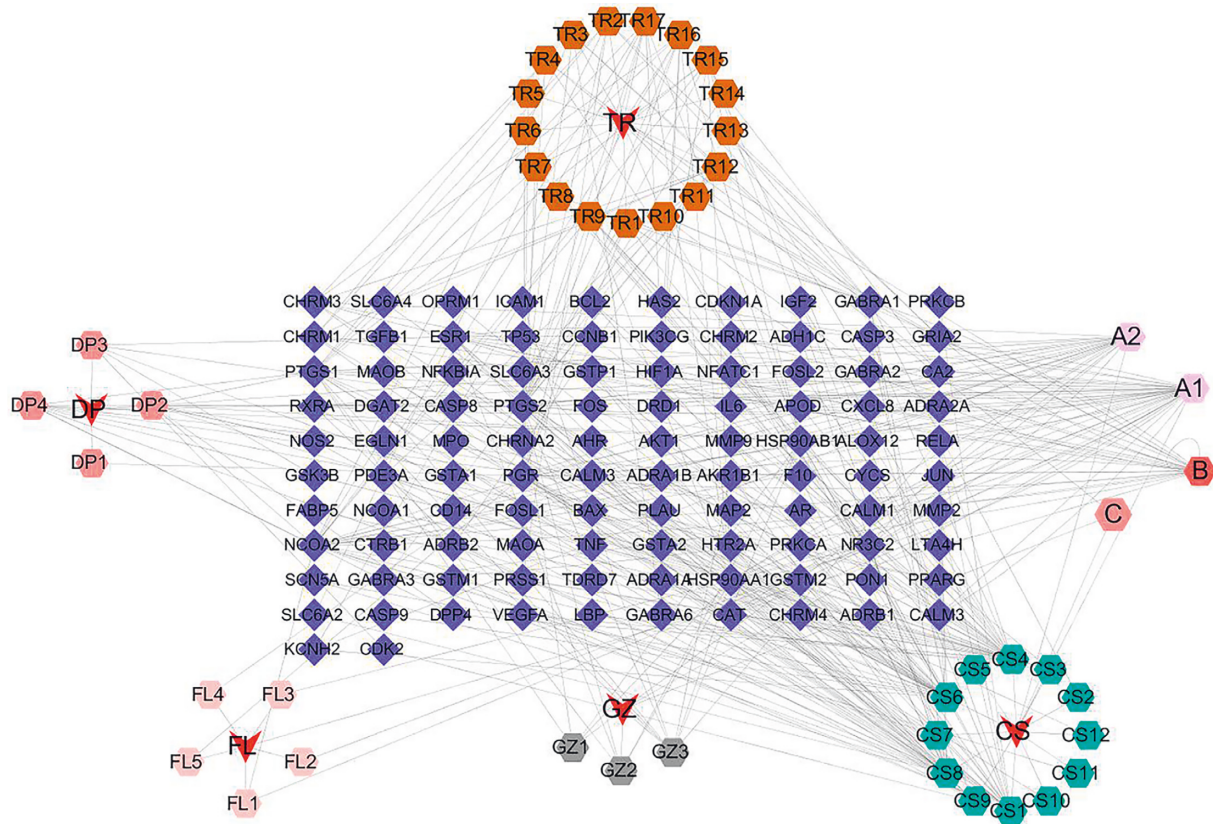 TR2 TR17
TR3 TR16
TR4 TR15
TR5 TR14
TR
TR6 TR13
TR7 TR12
TR8 TR11
TR9 TR1 TR10
CHRM3 SLC6A4 OPRM1 ICAM1 BCL2 HAS2 CDKN1A IGF2 GABRA1 PRKCB
CHRM1 TGFB1 ESR1 TP53 CCNB1 PIK3CG CHRM2 ADH1C CASP3 GRIA2
A2
DP3
PTGS1 MAOB NFKBIA SLC6A3 GSTP1 HIF1A NFATC1 FOSL2 GABRA2 CA2
A1
DP4 DP DP2
RXRA DGAT2 CASP8 PTGS2 FOS DRD1 IL6 APOD CXCL8 ADRA2A
NOS2 EGLN1 MPO CHRNA2 AHR AKT1 MMP9 HSP90AB1 ALOX12 RELA
DP1
B
GSK3B PDE3A GSTA1 PGR CALM3 ADRA1B AKR1B1 F10 CYCS JUN
FABP5 NCOA1 CD14 FOSL1 BAX PLAU MAP2 AR CALM1 MMP2
C
NCOA2 CTRB1 ADRB2 MAOA TNF GSTA2 HTR2A PRKCA NR3C2 LTA4H
SCN5A GABRA3 GSTM1 PRSS1 TDRD7 ADRA1A HSP90AA1 GSTM2 PON1 PPARG
SLC6A2 CASP9 DPP4 VEGFA LBP GABRA6 CAT CHRM4 ADRB1 CALM3
KCNH2 CDK2
FL4 FL3
FL
FL5 FL2
FL1
GZ
GZ1 GZ3
GZ2
CS5 CS4 CS3
CS6 CS2
CS7 CS CS12
CS8 CS11
CS9 CS1 CS10